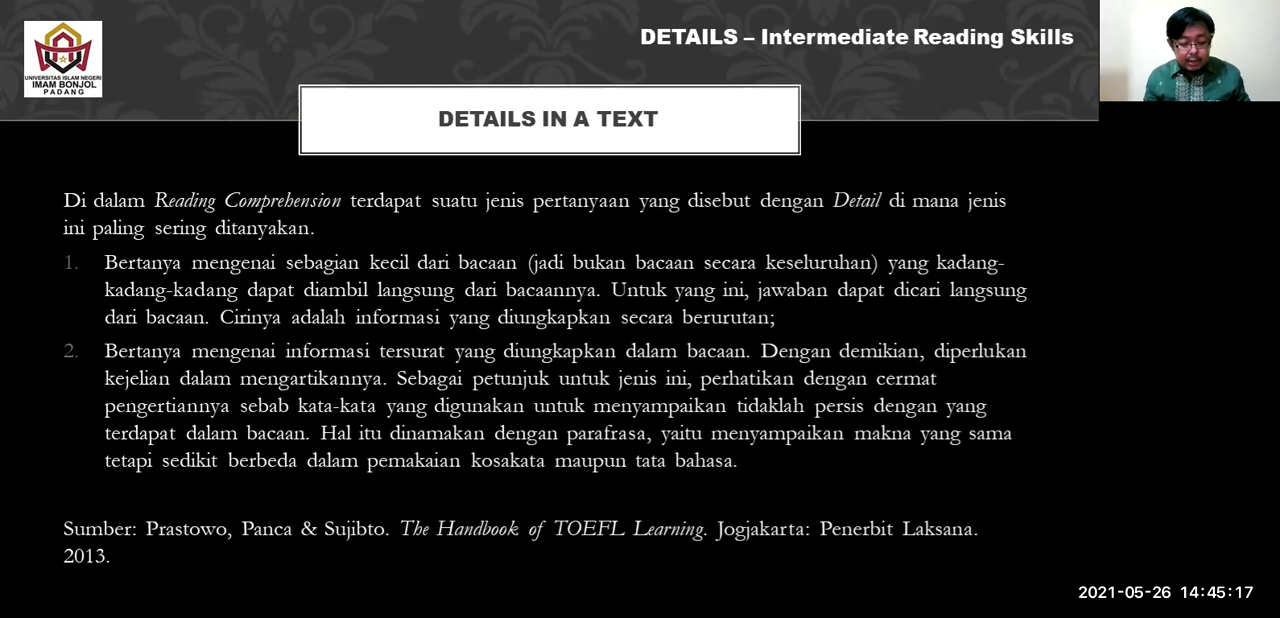 UNIVERSITAS ISLAM NEGERI
IMAM BONJOL
PADANG
DETAILS – Intermediate Reading Skills
DETAILS IN A TEXT
Di dalam Reading Comprehension terdapat suatu jenis pertanyaan yang disebut dengan Detail di mana jenis
ini paling sering ditanyakan.
1. Bertanya mengenai sebagian kecil dari bacaan (jadi bukan bacaan secara keseluruhan) yang kadang-
kadang-kadang dapat diambil langsung dari bacaannya. Untuk yang ini, jawaban dapat dicari langsung
dari bacaan. Cirinya adalah informasi yang diungkapkan secara berurutan;
2. Bertanya mengenai informasi tersurat yang diungkapkan dalam bacaan. Dengan demikian, diperlukan
kejelian dalam mengartikannya. Sebagai petunjuk untuk jenis ini, perhatikan dengan cermat
pengertiannya sebab kata-kata yang digunakan untuk menyampaikan tidaklah persis dengan yang
terdapat dalam bacaan. Hal itu dinamakan dengan parafrasa, yaitu menyampaikan makna yang sama
tetapi sedikit berbeda dalam pemakaian kosakata maupun tata bahasa.
Sumber: Prastowo, Panca & Sujibto. The Handbook of TOEFL Learning. Jogjakarta: Penerbit Laksana.
2013.
2021-05-26 14:45:17